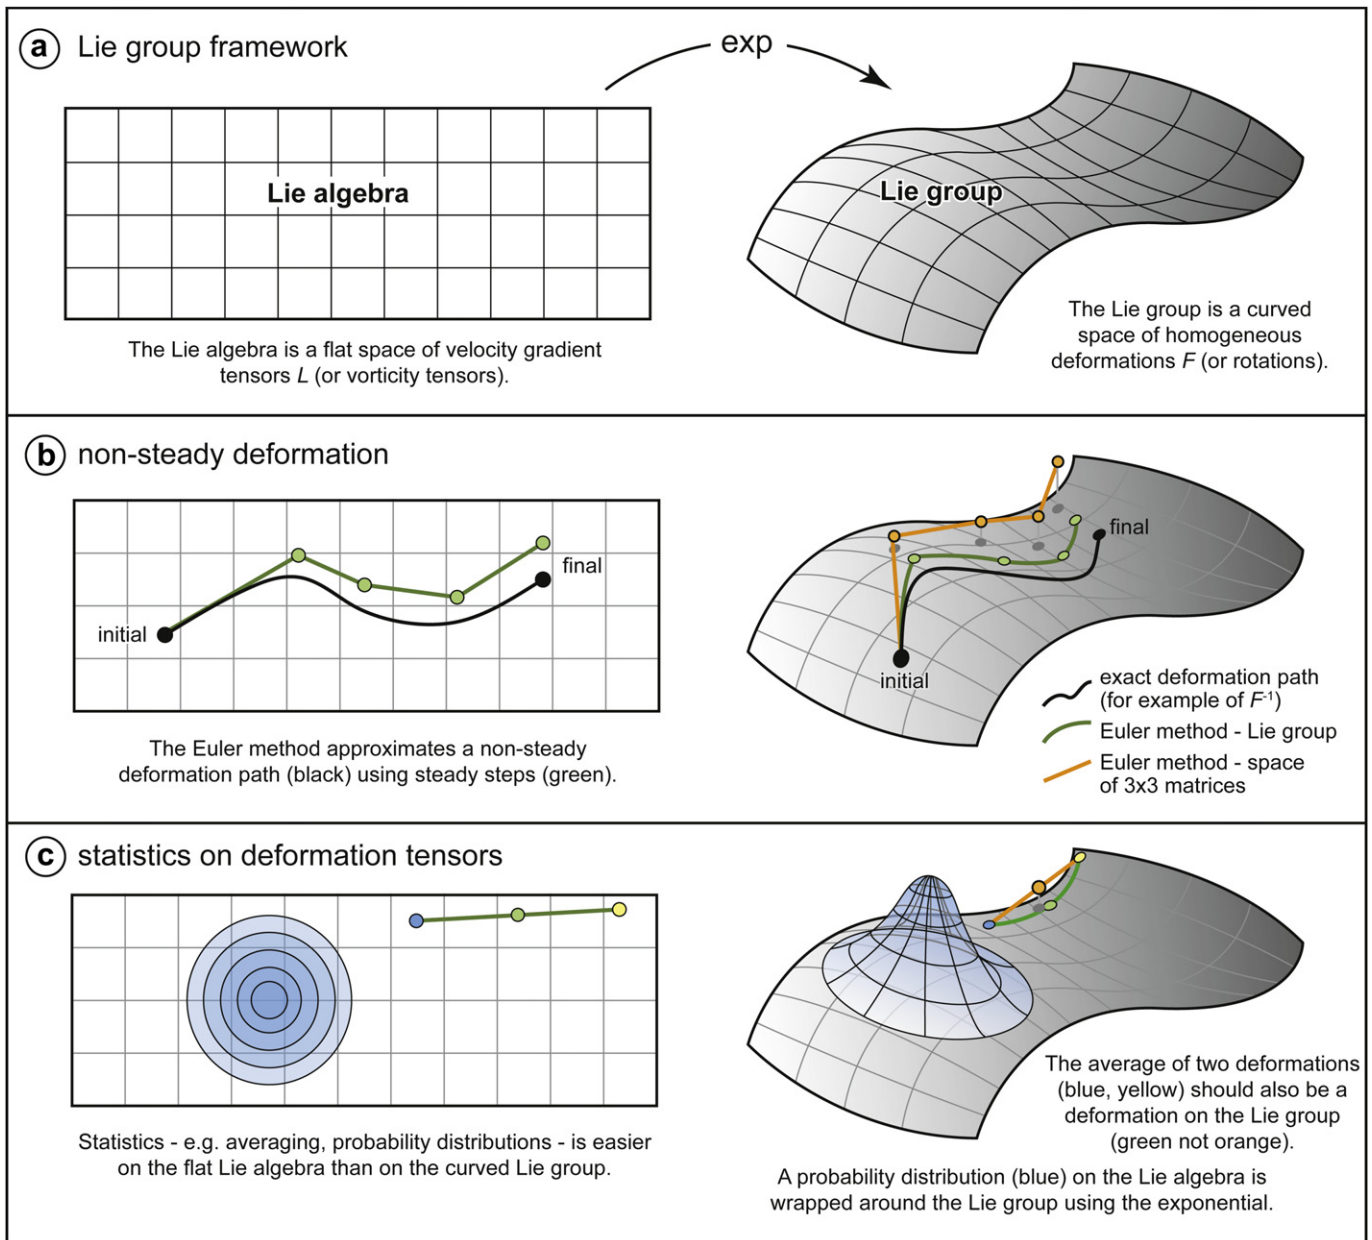 a Lie group framework
exp
Lie algebra
Lie group
The Lie algebra is a flat space of velocity gradient
tensors L (or vorticity tensors).
The Lie group is a curved
space of homogeneous
deformations F (or rotations).
b non-steady deformation
initial
final
The Euler method approximates a non-steady
deformation path (black) using steady steps (green).
final
initial
exact deformation path
(for example of F⁻¹)
Euler method - Lie group
Euler method - space
of 3x3 matrices
c statistics on deformation tensors
Statistics - e.g. averaging, probability distributions - is easier
on the flat Lie algebra than on the curved Lie group.
The average of two deformations
(blue, yellow) should also be a
deformation on the Lie group
(green not orange).
A probability distribution (blue) on the Lie algebra is
wrapped around the Lie group using the exponential.